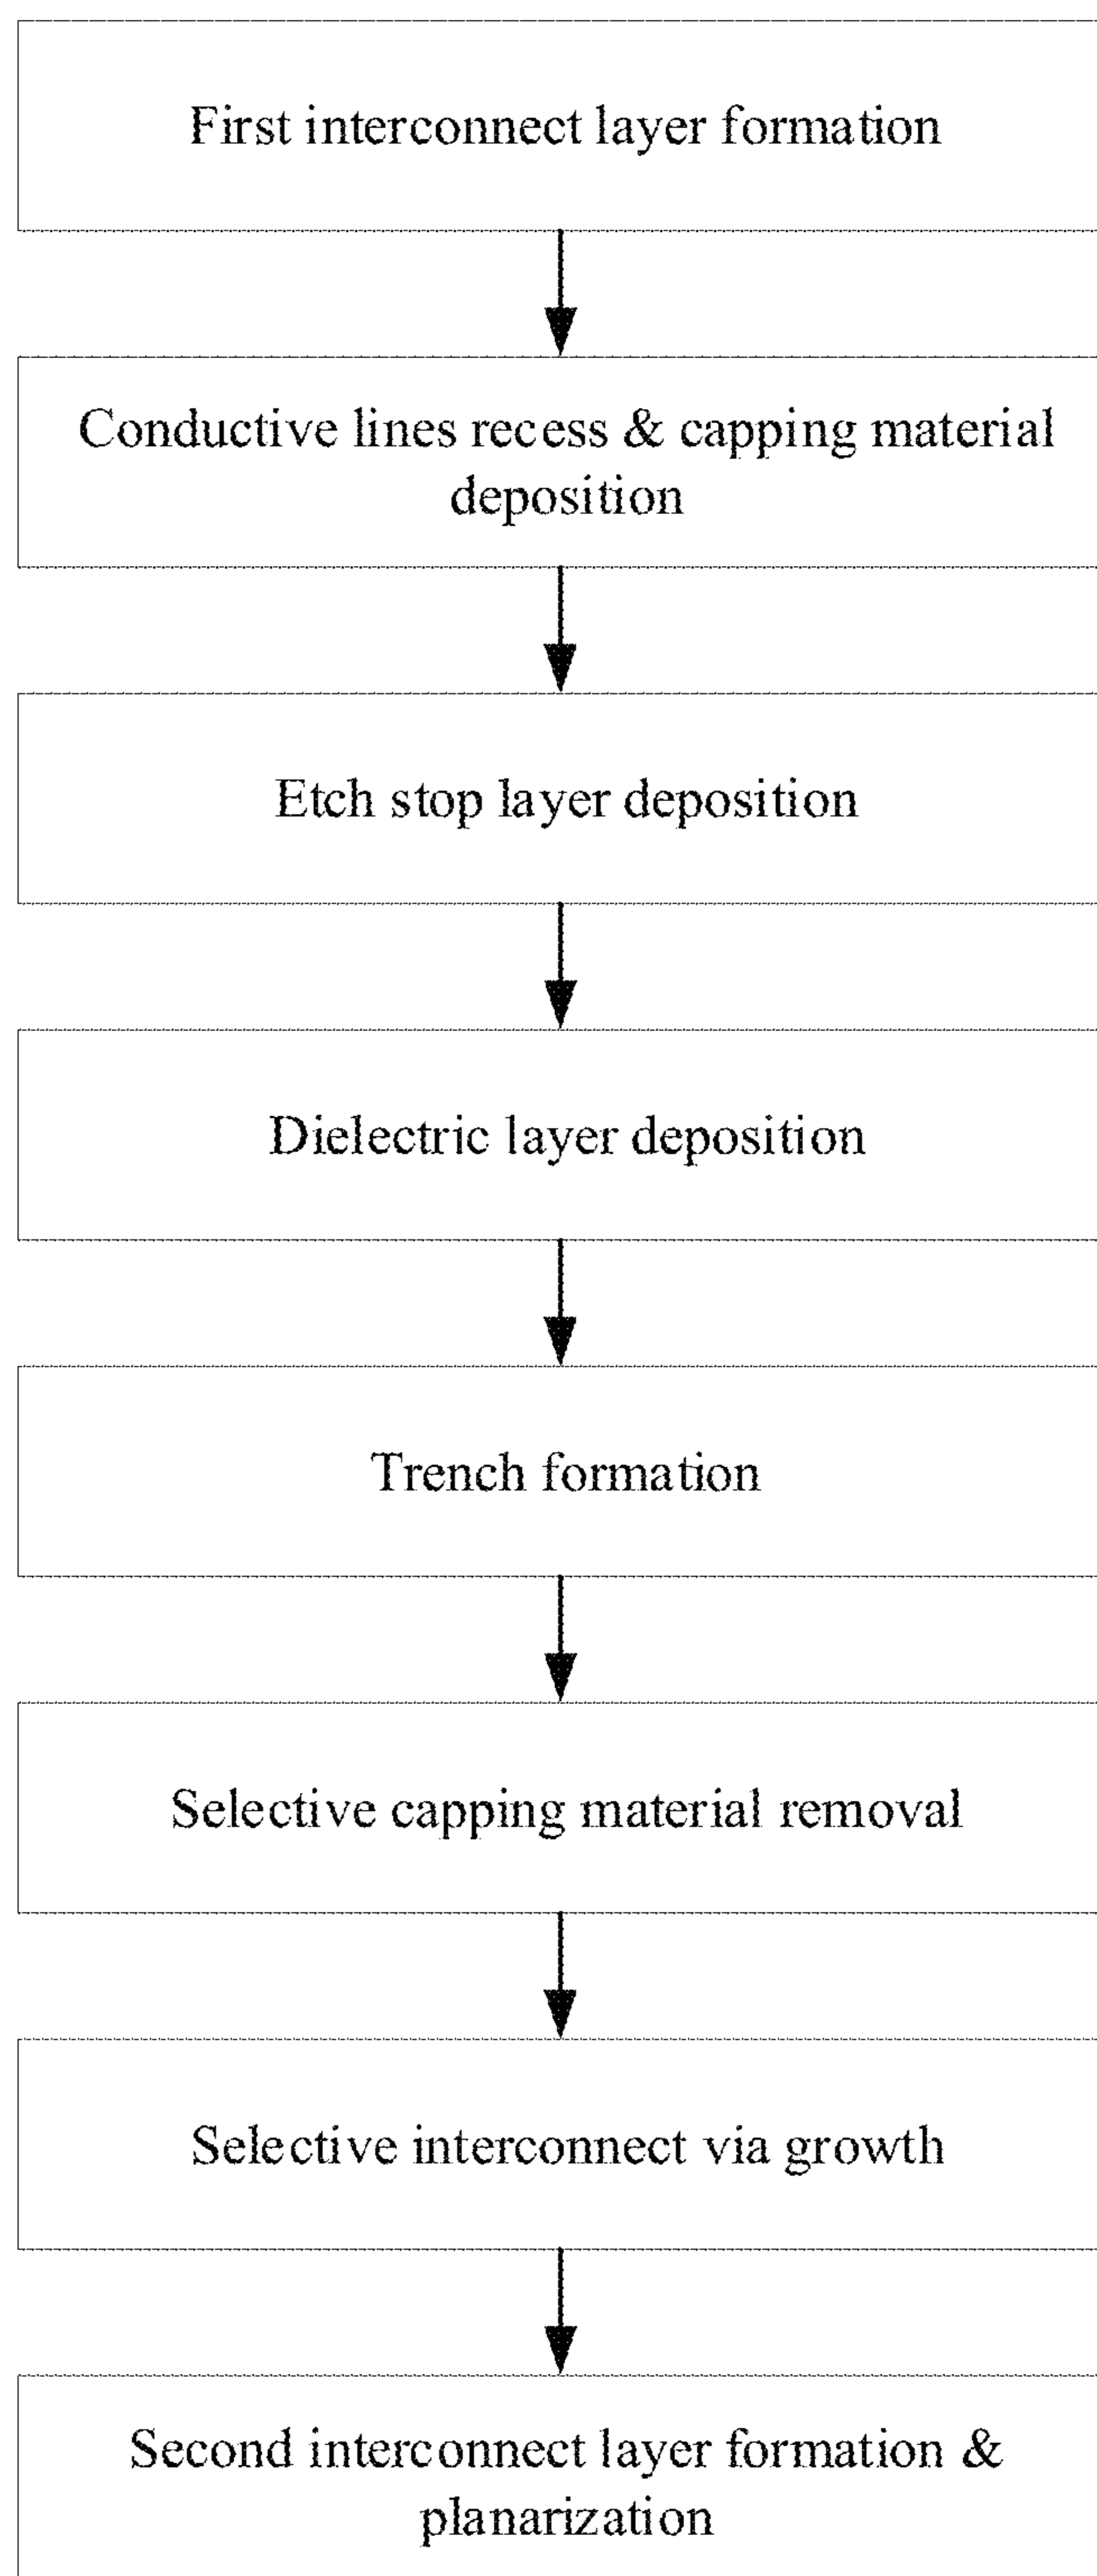 First interconnect layer formation
Conductive lines recess & capping material
deposition
Etch stop layer deposition
Dielectric layer deposition
Trench formation
Selective capping material removal
Selective interconnect via growth
Second interconnect layer formation &
planarization